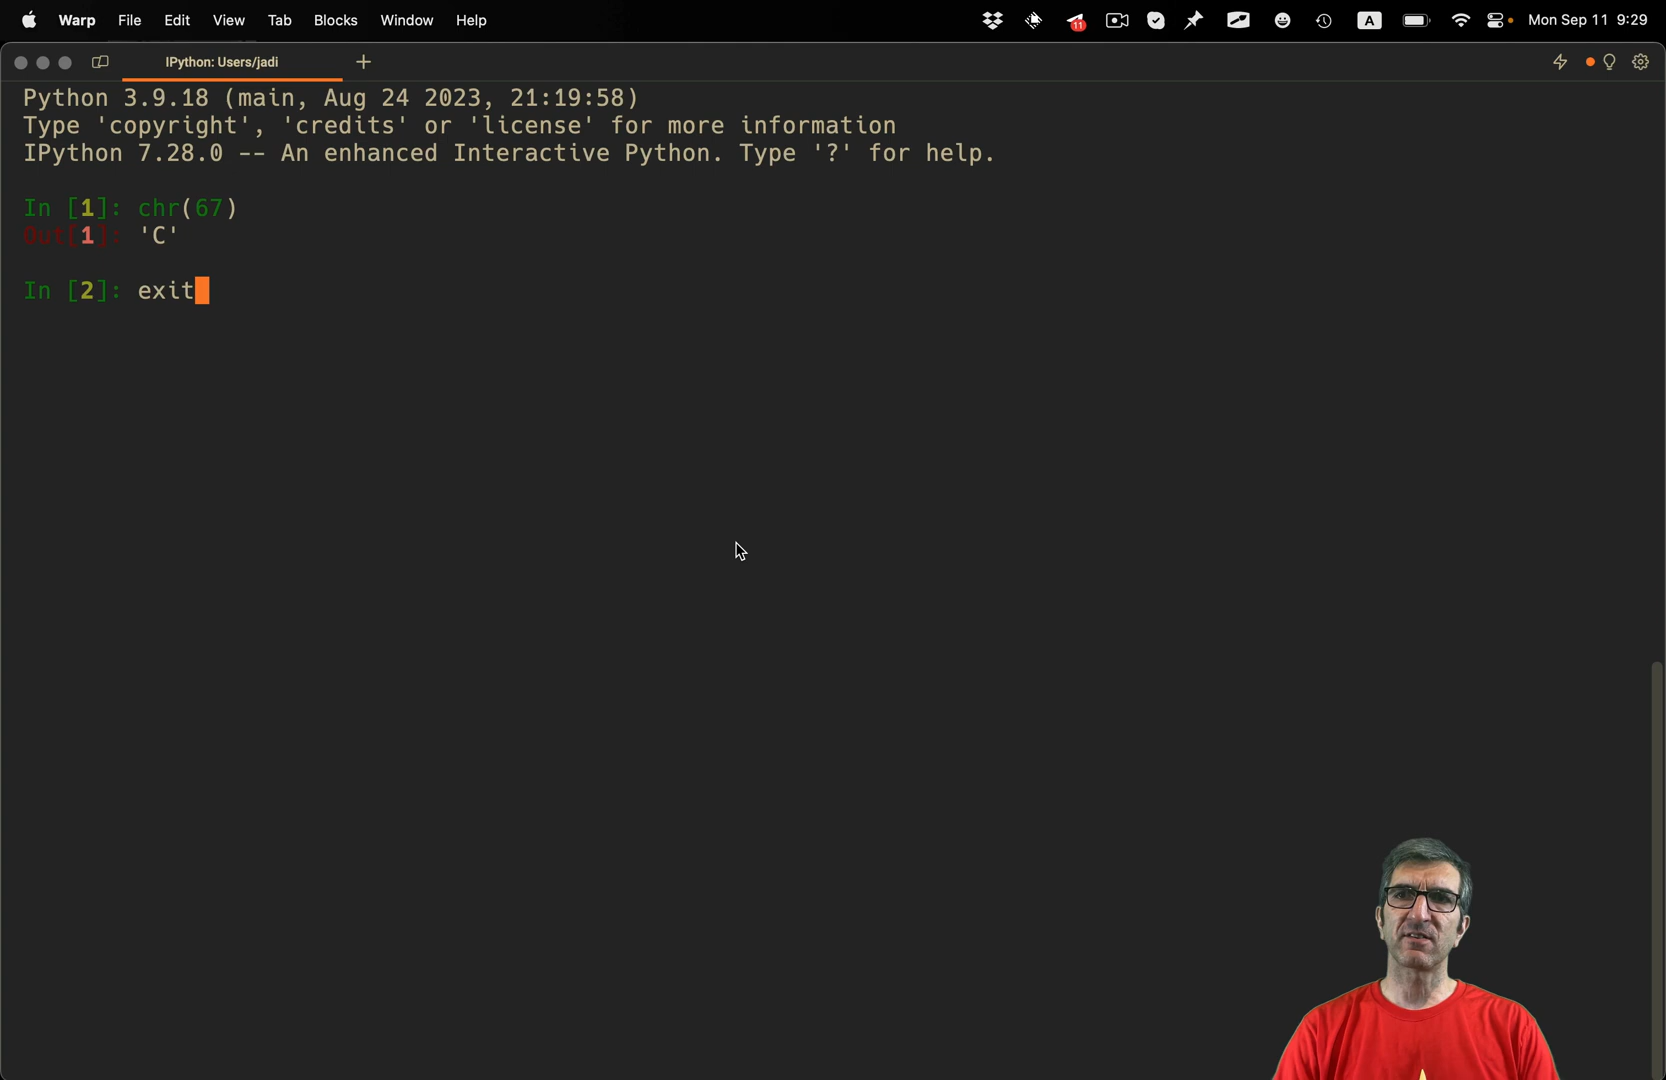 Warp File Edit View Tab Blocks Window Help 11 A Mon Sep 11 9:29
IPython: Users/jadi
Python 3.9.18 (main, Aug 24 2023, 21:19:58)
Type 'copyright', 'credits' or 'license' for more information
IPython 7.28.0 -- An enhanced Interactive Python. Type '?' for help.
In [1]: chr(67)
Out[1]: 'C'
In [2]: exit